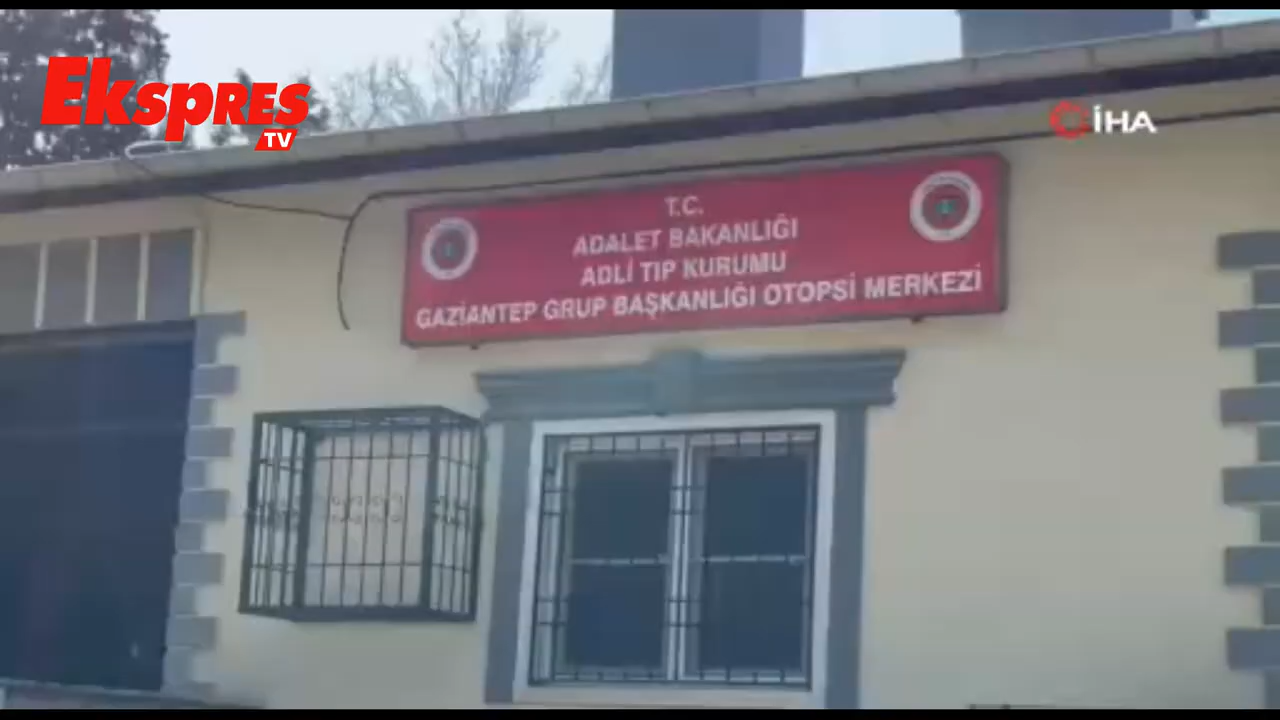 Ekspres
TV
İHA
T.C.
ADALET BAKANLIĞI
ADLİ TIP KURUMU
GAZİANTEP GRUP BAŞKANLIĞI OTOPSİ MERKEZİ